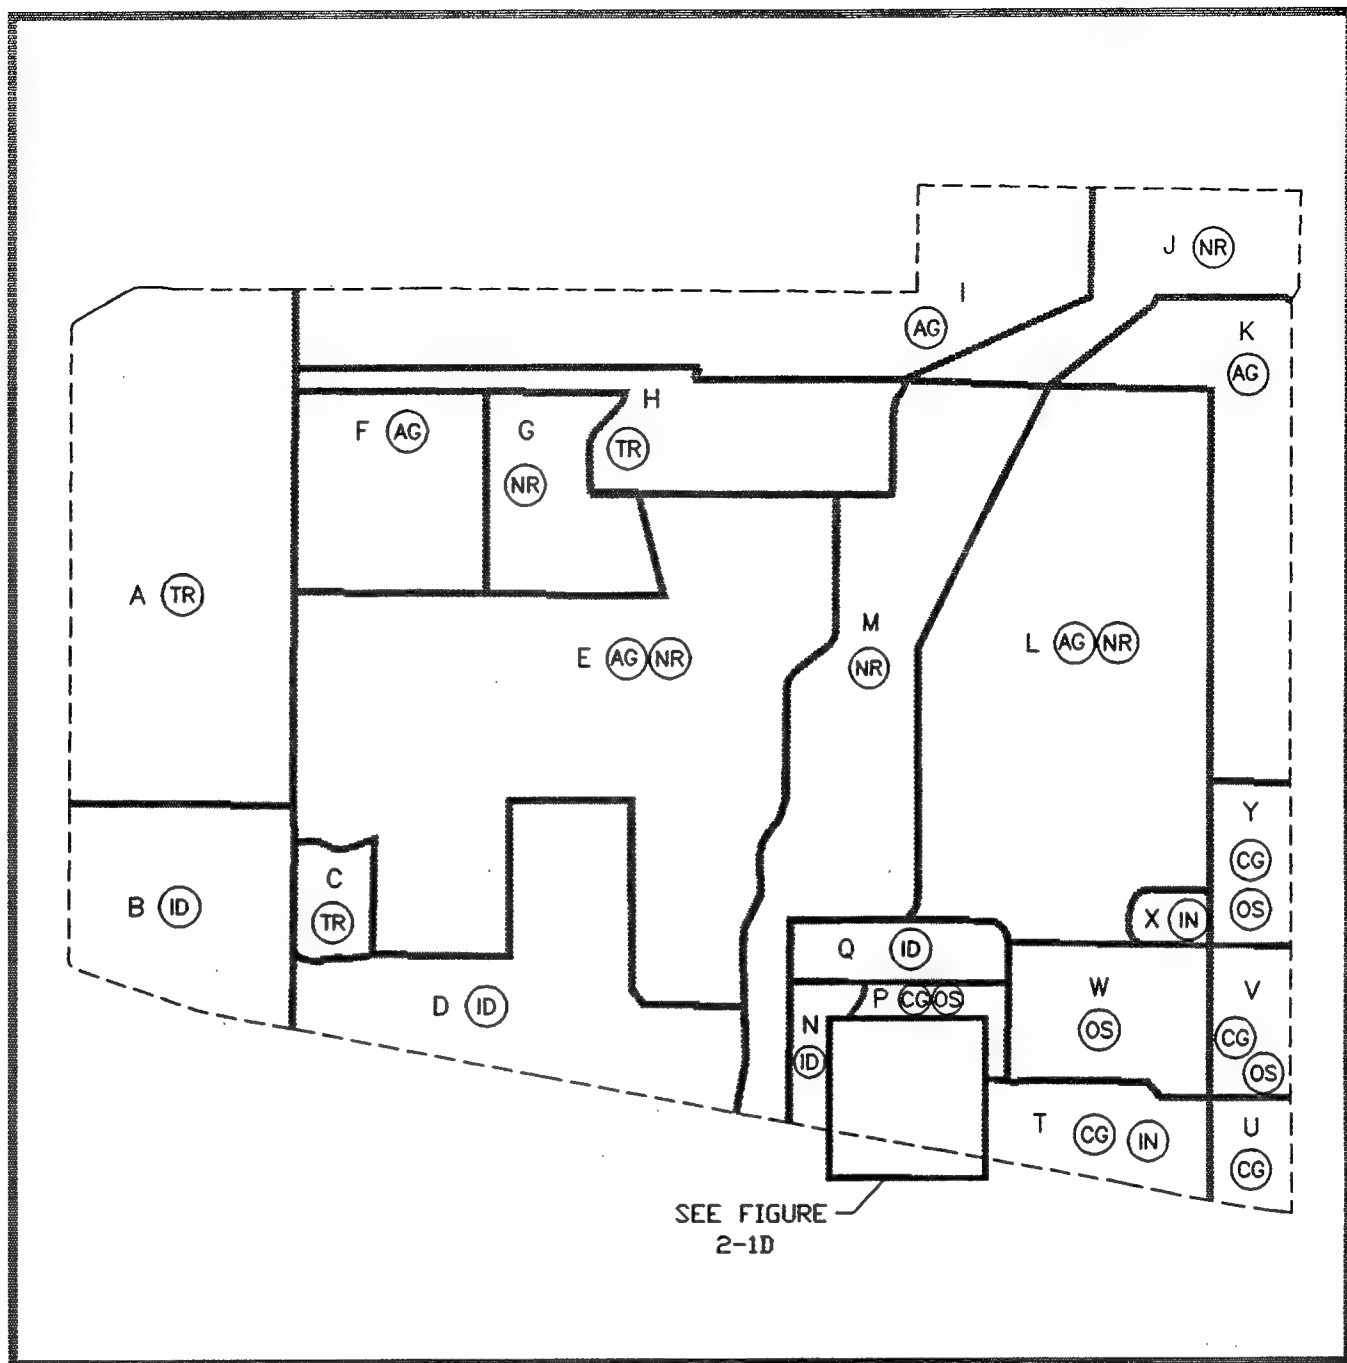 J NR
I
AG
K
AG
H
F AG G
TR
NR
A TR
M
L AG NR
E AG NR
NR
Y
CG
C
B ID
TR
X IN
OS
Q ID
W
V
P CG OS
D ID
N
OS
CG
ID
OS
T CG IN
U
CG
SEE FIGURE
2-1D